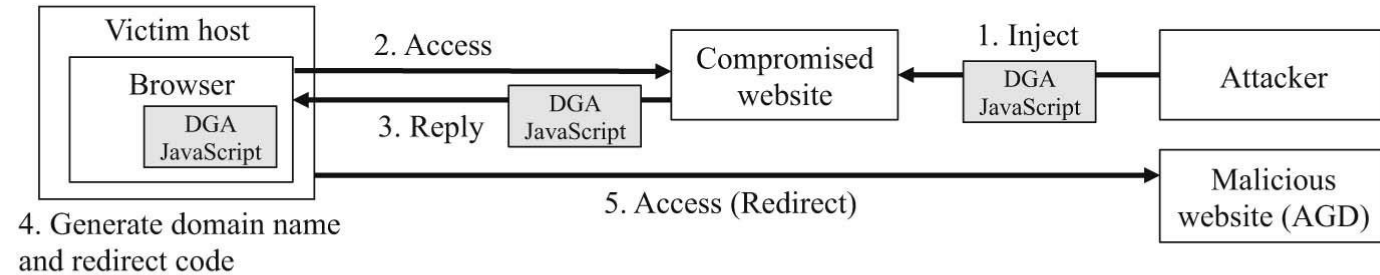 Victim host
Browser
DGA
JavaScript
2. Access
DGA
JavaScript
3. Reply
Compromised
website
1. Inject
DGA
JavaScript
Attacker
4. Generate domain name
and redirect code
5. Access (Redirect)
Malicious
website (AGD)